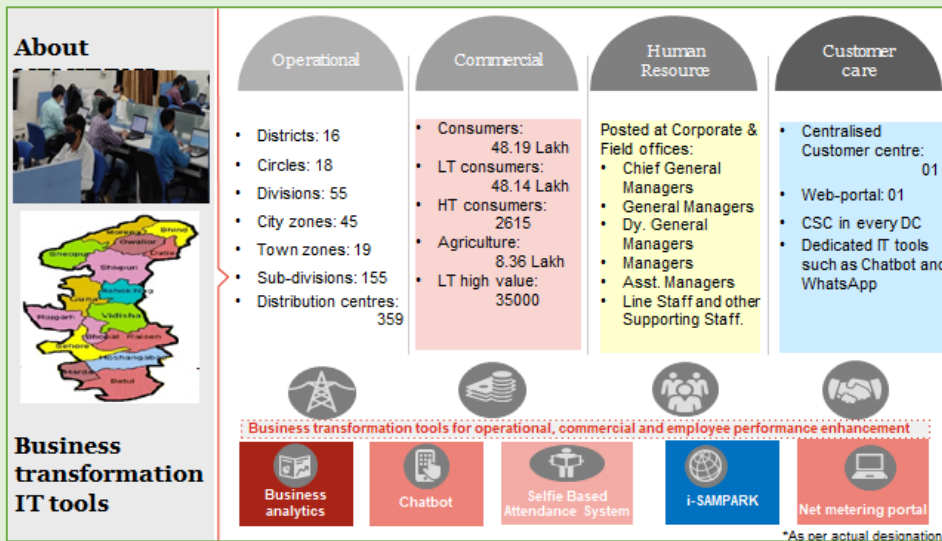 About
Operational
Commercial
Human
Resource
Customer
care
• Districts: 16
• Circles: 18
• Divisions: 55
• City zones: 45
• Town zones: 19
• Sub-divisions: 155
• Distribution centres:
359
• Consumers:
48.19 Lakh
• LT consumers:
48.14 Lakh
• HT consumers:
2615
• Agriculture:
8.36 Lakh
• LT high value:
35000
Posted at Corporate &
Field offices:
• Chief General
Managers
• General Managers
• Dy. General
Managers
• Managers
• Asst. Managers
• Line Staff and other
Supporting Staff.
• Centralised
Customer centre:
01
• Web-portal: 01
• CSC in every DC
• Dedicated IT tools
such as Chatbot and
WhatsApp
Morena
Bhind
Gwalior
Datia
Sheopur
Shivpuri
Guna
Ashok Nag
Rajgarh
Vidisha
Bhopal
Raisen
Sehore
Hoshangabad
Harda
Betul
Business
transformation
IT tools
Business transformation tools for operational, commercial and employee performance enhancement
Business
analytics
Chatbot
Selfie Based
Attendance System
i-SAMPARK
Net metering portal
*As per actual designation